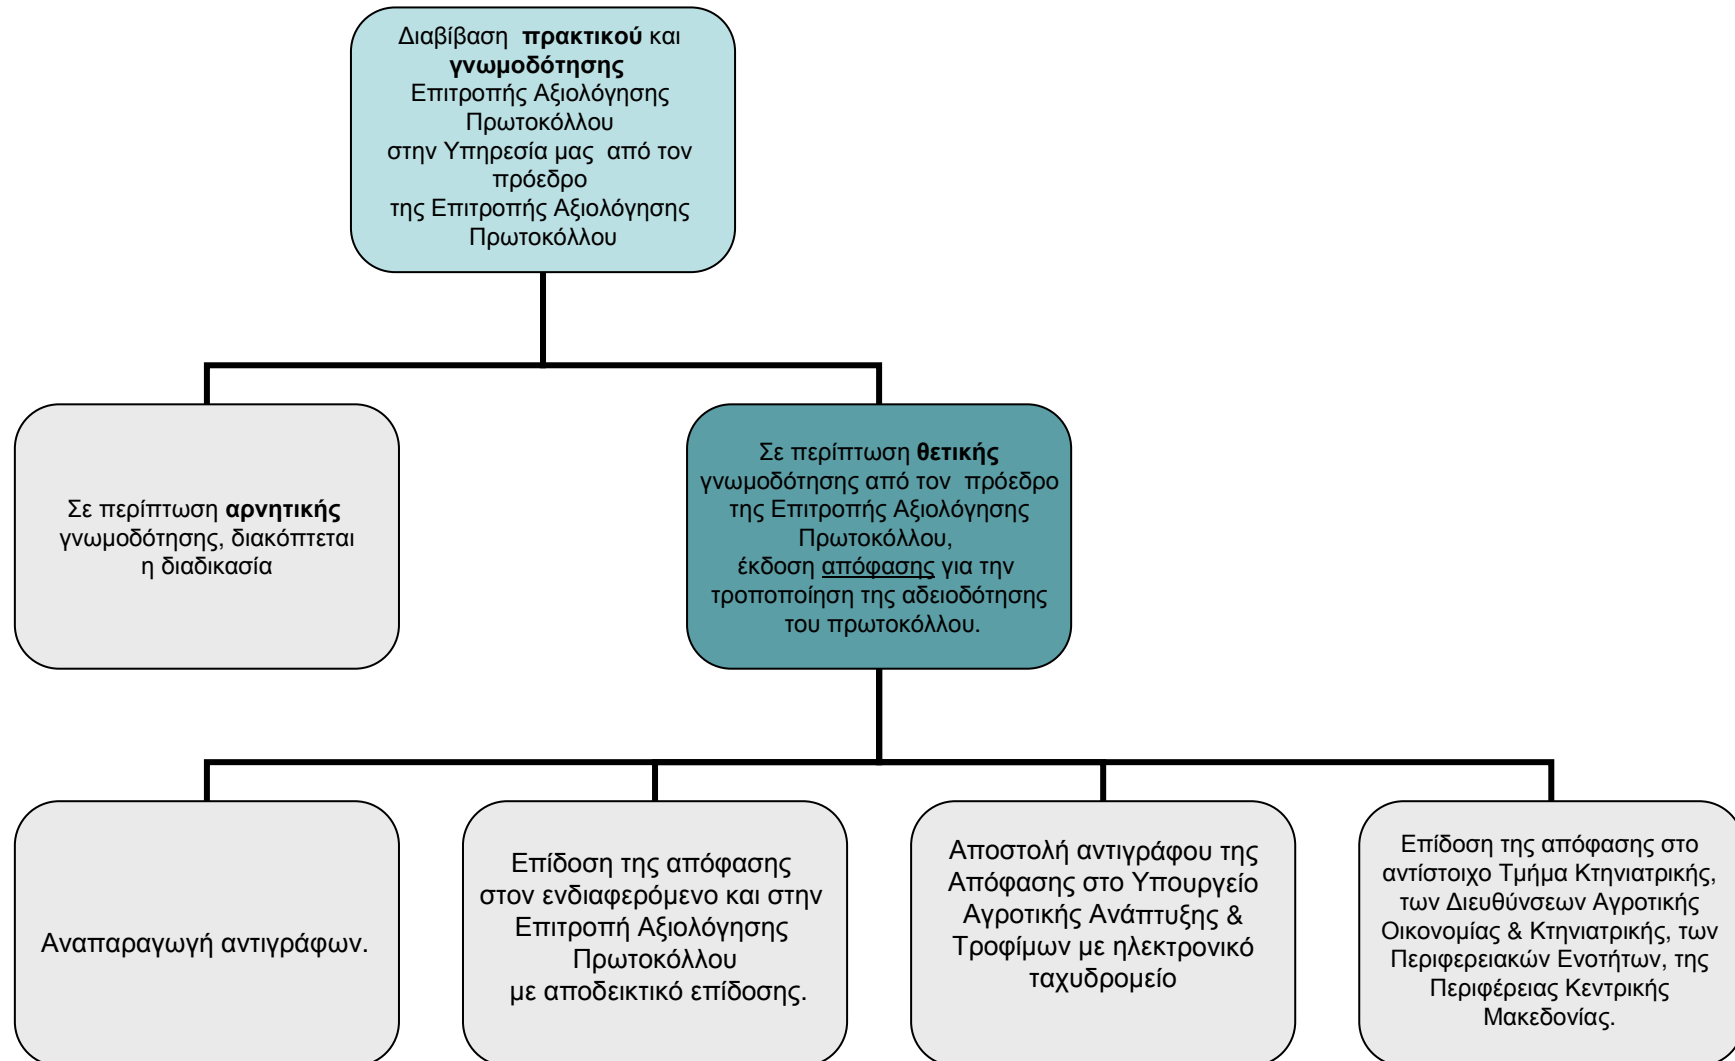 Διαβίβαση πρακτικού και
γνωμοδότησης
Επιτροπής Αξιολόγησης
Πρωτοκόλλου
στην Υπηρεσία μας από τον
πρόεδρο
της Επιτροπής Αξιολόγησης
Πρωτοκόλλου
Σε περίπτωση αρνητικής
γνωμοδότησης, διακόπτεται
η διαδικασία
Σε περίπτωση θετικής
γνωμοδότησης από τον πρόεδρο
της Επιτροπής Αξιολόγησης
Πρωτοκόλλου,
έκδοση απόφασης για την
τροποποίηση της αδειοδότησης
του πρωτοκόλλου.
Αναπαραγωγή αντιγράφων.
Επίδοση της απόφασης
στον ενδιαφερόμενο και στην
Επιτροπή Αξιολόγησης
Πρωτοκόλλου
με αποδεικτικό επίδοσης.
Αποστολή αντιγράφου της
Απόφασης στο Υπουργείο
Αγροτικής Ανάπτυξης &
Τροφίμων με ηλεκτρονικό
ταχυδρομείο
Επίδοση της απόφασης στο
αντίστοιχο Τμήμα Κτηνιατρικής,
των Διευθύνσεων Αγροτικής
Οικονομίας & Κτηνιατρικής, των
Περιφερειακών Ενοτήτων, της
Περιφέρειας Κεντρικής
Μακεδονίας.